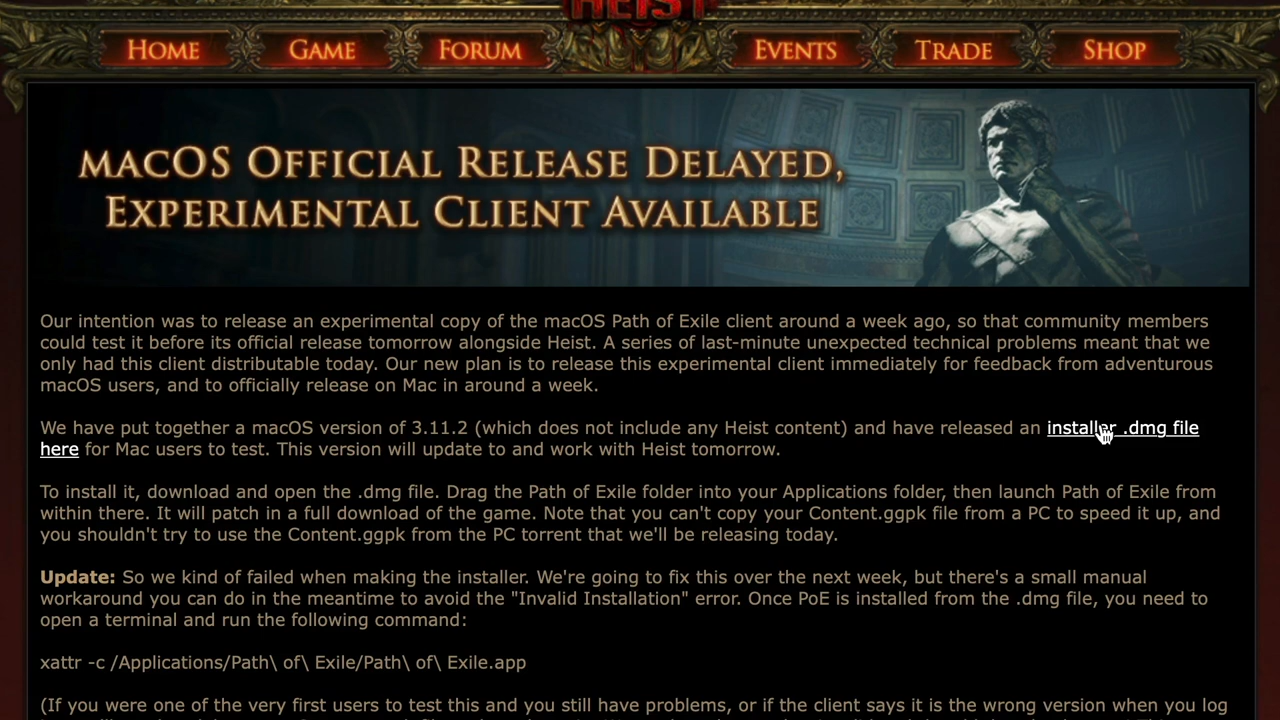 HEIST
HOME GAME FORUM EVENTS TRADE SHOP
MACOS OFFICIAL RELEASE DELAYED,
EXPERIMENTAL CLIENT AVAILABLE
Our intention was to release an experimental copy of the macOS Path of Exile client around a week ago, so that community members
could test it before its official release tomorrow alongside Heist. A series of last-minute unexpected technical problems meant that we
only had this client distributable today. Our new plan is to release this experimental client immediately for feedback from adventurous
macOS users, and to officially release on Mac in around a week.
We have put together a macOS version of 3.11.2 (which does not include any Heist content) and have released an installer .dmg file
here for Mac users to test. This version will update to and work with Heist tomorrow.
To install it, download and open the .dmg file. Drag the Path of Exile folder into your Applications folder, then launch Path of Exile from
within there. It will patch in a full download of the game. Note that you can't copy your Content.ggpk file from a PC to speed it up, and
you shouldn't try to use the Content.ggpk from the PC torrent that we'll be releasing today.
Update: So we kind of failed when making the installer. We're going to fix this over the next week, but there's a small manual
workaround you can do in the meantime to avoid the "Invalid Installation" error. Once PoE is installed from the .dmg file, you need to
open a terminal and run the following command:
xattr -c /Applications/Path\ of\ Exile/Path\ of\ Exile.app
(If you were one of the very first users to test this and you still have problems, or if the client says it is the wrong version when you log